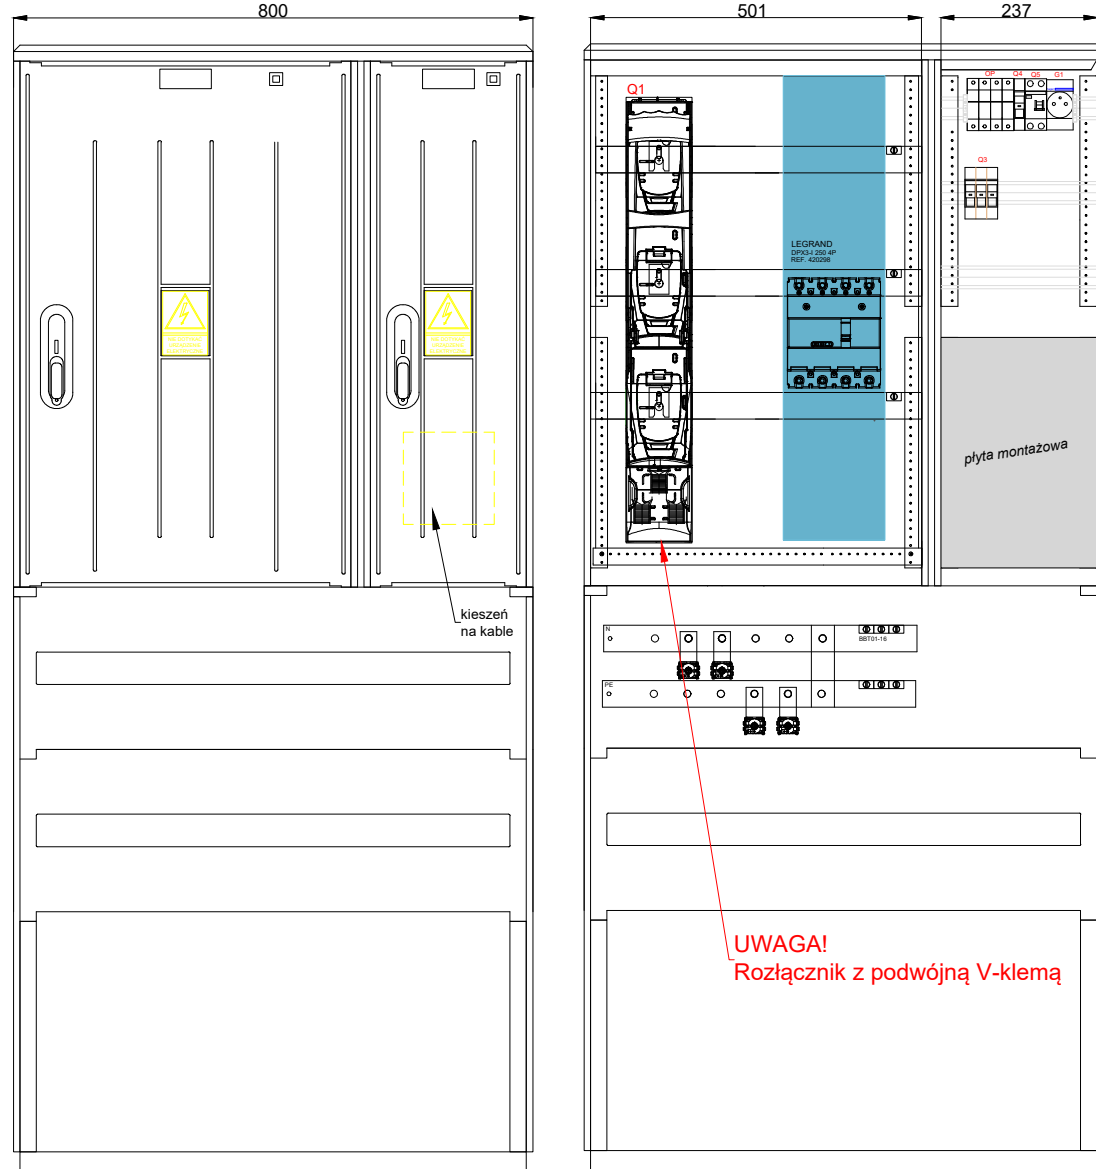 800
501
237
Q1
OP
Q4
Q5
G1
Q3
LEGRAND
DPX3-I 250 4P
REF. 420298
płyta montażowa
kieszeń
na kable
N
BBT01-16
PE
UWAGA!
Rozłącznik z podwójną V-klemą